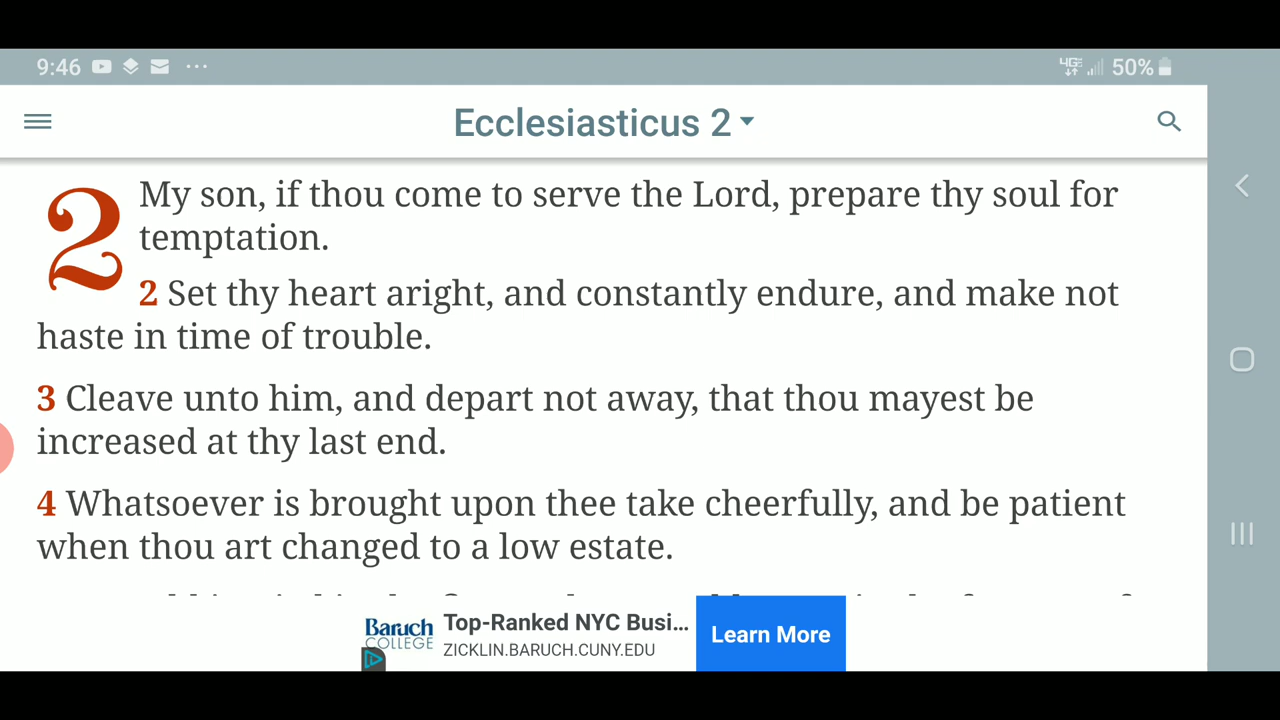 9:46 ... 4GE 50%
Ecclesiasticus 2
2 My son, if thou come to serve the Lord, prepare thy soul for
temptation.
2 Set thy heart aright, and constantly endure, and make not
haste in time of trouble.
3 Cleave unto him, and depart not away, that thou mayest be
increased at thy last end.
4 Whatsoever is brought upon thee take cheerfully, and be patient
when thou art changed to a low estate.
Baruch
COLLEGE
Top-Ranked NYC Busi...
ZICKLIN.BARUCH.CUNY.EDU
Learn More